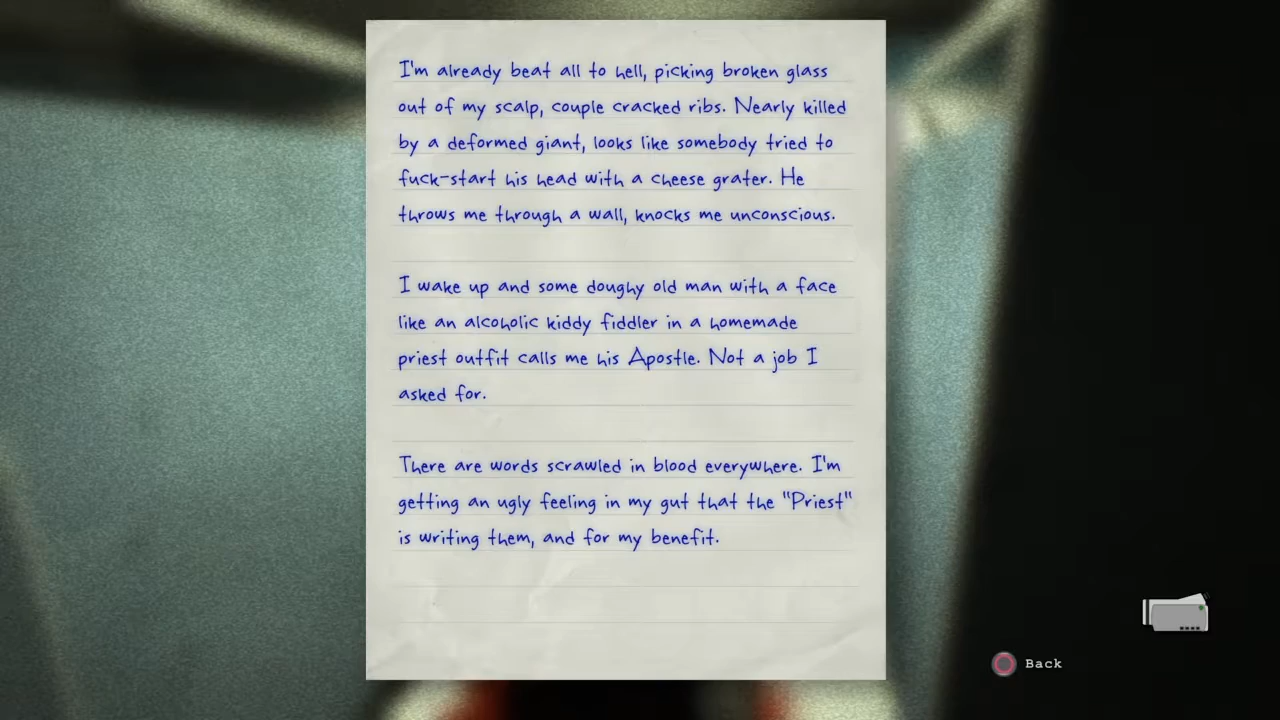 I'm already beat all to hell, picking broken glass
out of my scalp, couple cracked ribs. Nearly killed
by a deformed giant, looks like somebody tried to
fuck-start his head with a cheese grater. He
throws me through a wall, knocks me unconscious.
I wake up and some doughy old man with a face
like an alcoholic kiddy fiddler in a homemade
priest outfit calls me his Apostle. Not a job I
asked for.
There are words scrawled in blood everywhere. I'm
getting an ugly feeling in my gut that the "Priest"
is writing them, and for my benefit.
Back